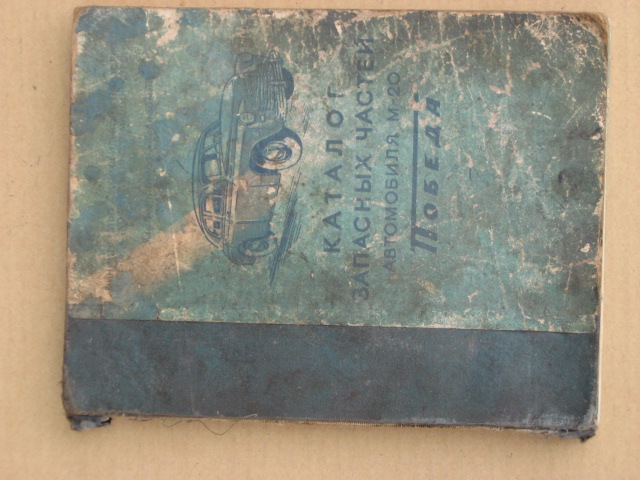 КАТАЛОГ
ЗАПАСНЫХ ЧАСТЕЙ
АВТОМОБИЛЯ М-20
"ПОБЕДА"